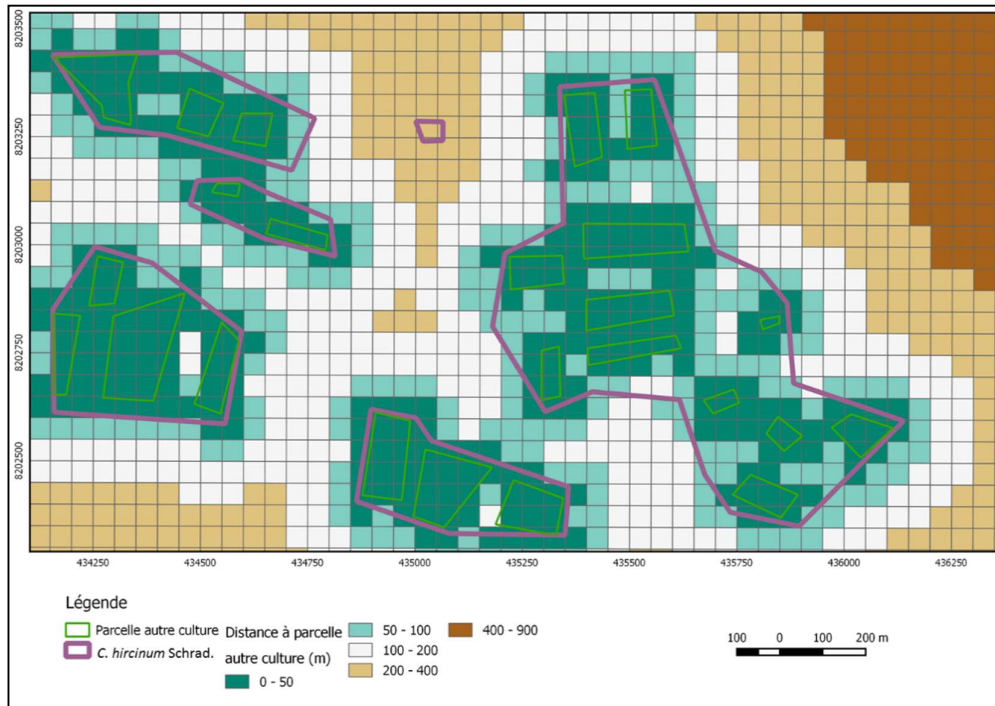 8203500
8203250
8203000
8202750
8202500
434250 434500 434750 435000 435250 435500 435750 436000 436250
Légende
Parcelle autre culture
C. hircinum Schrad.
Distance à parcelle
autre culture (m)
0 - 50
50 - 100
100 - 200
200 - 400
400 - 900
100 0 100 200 m